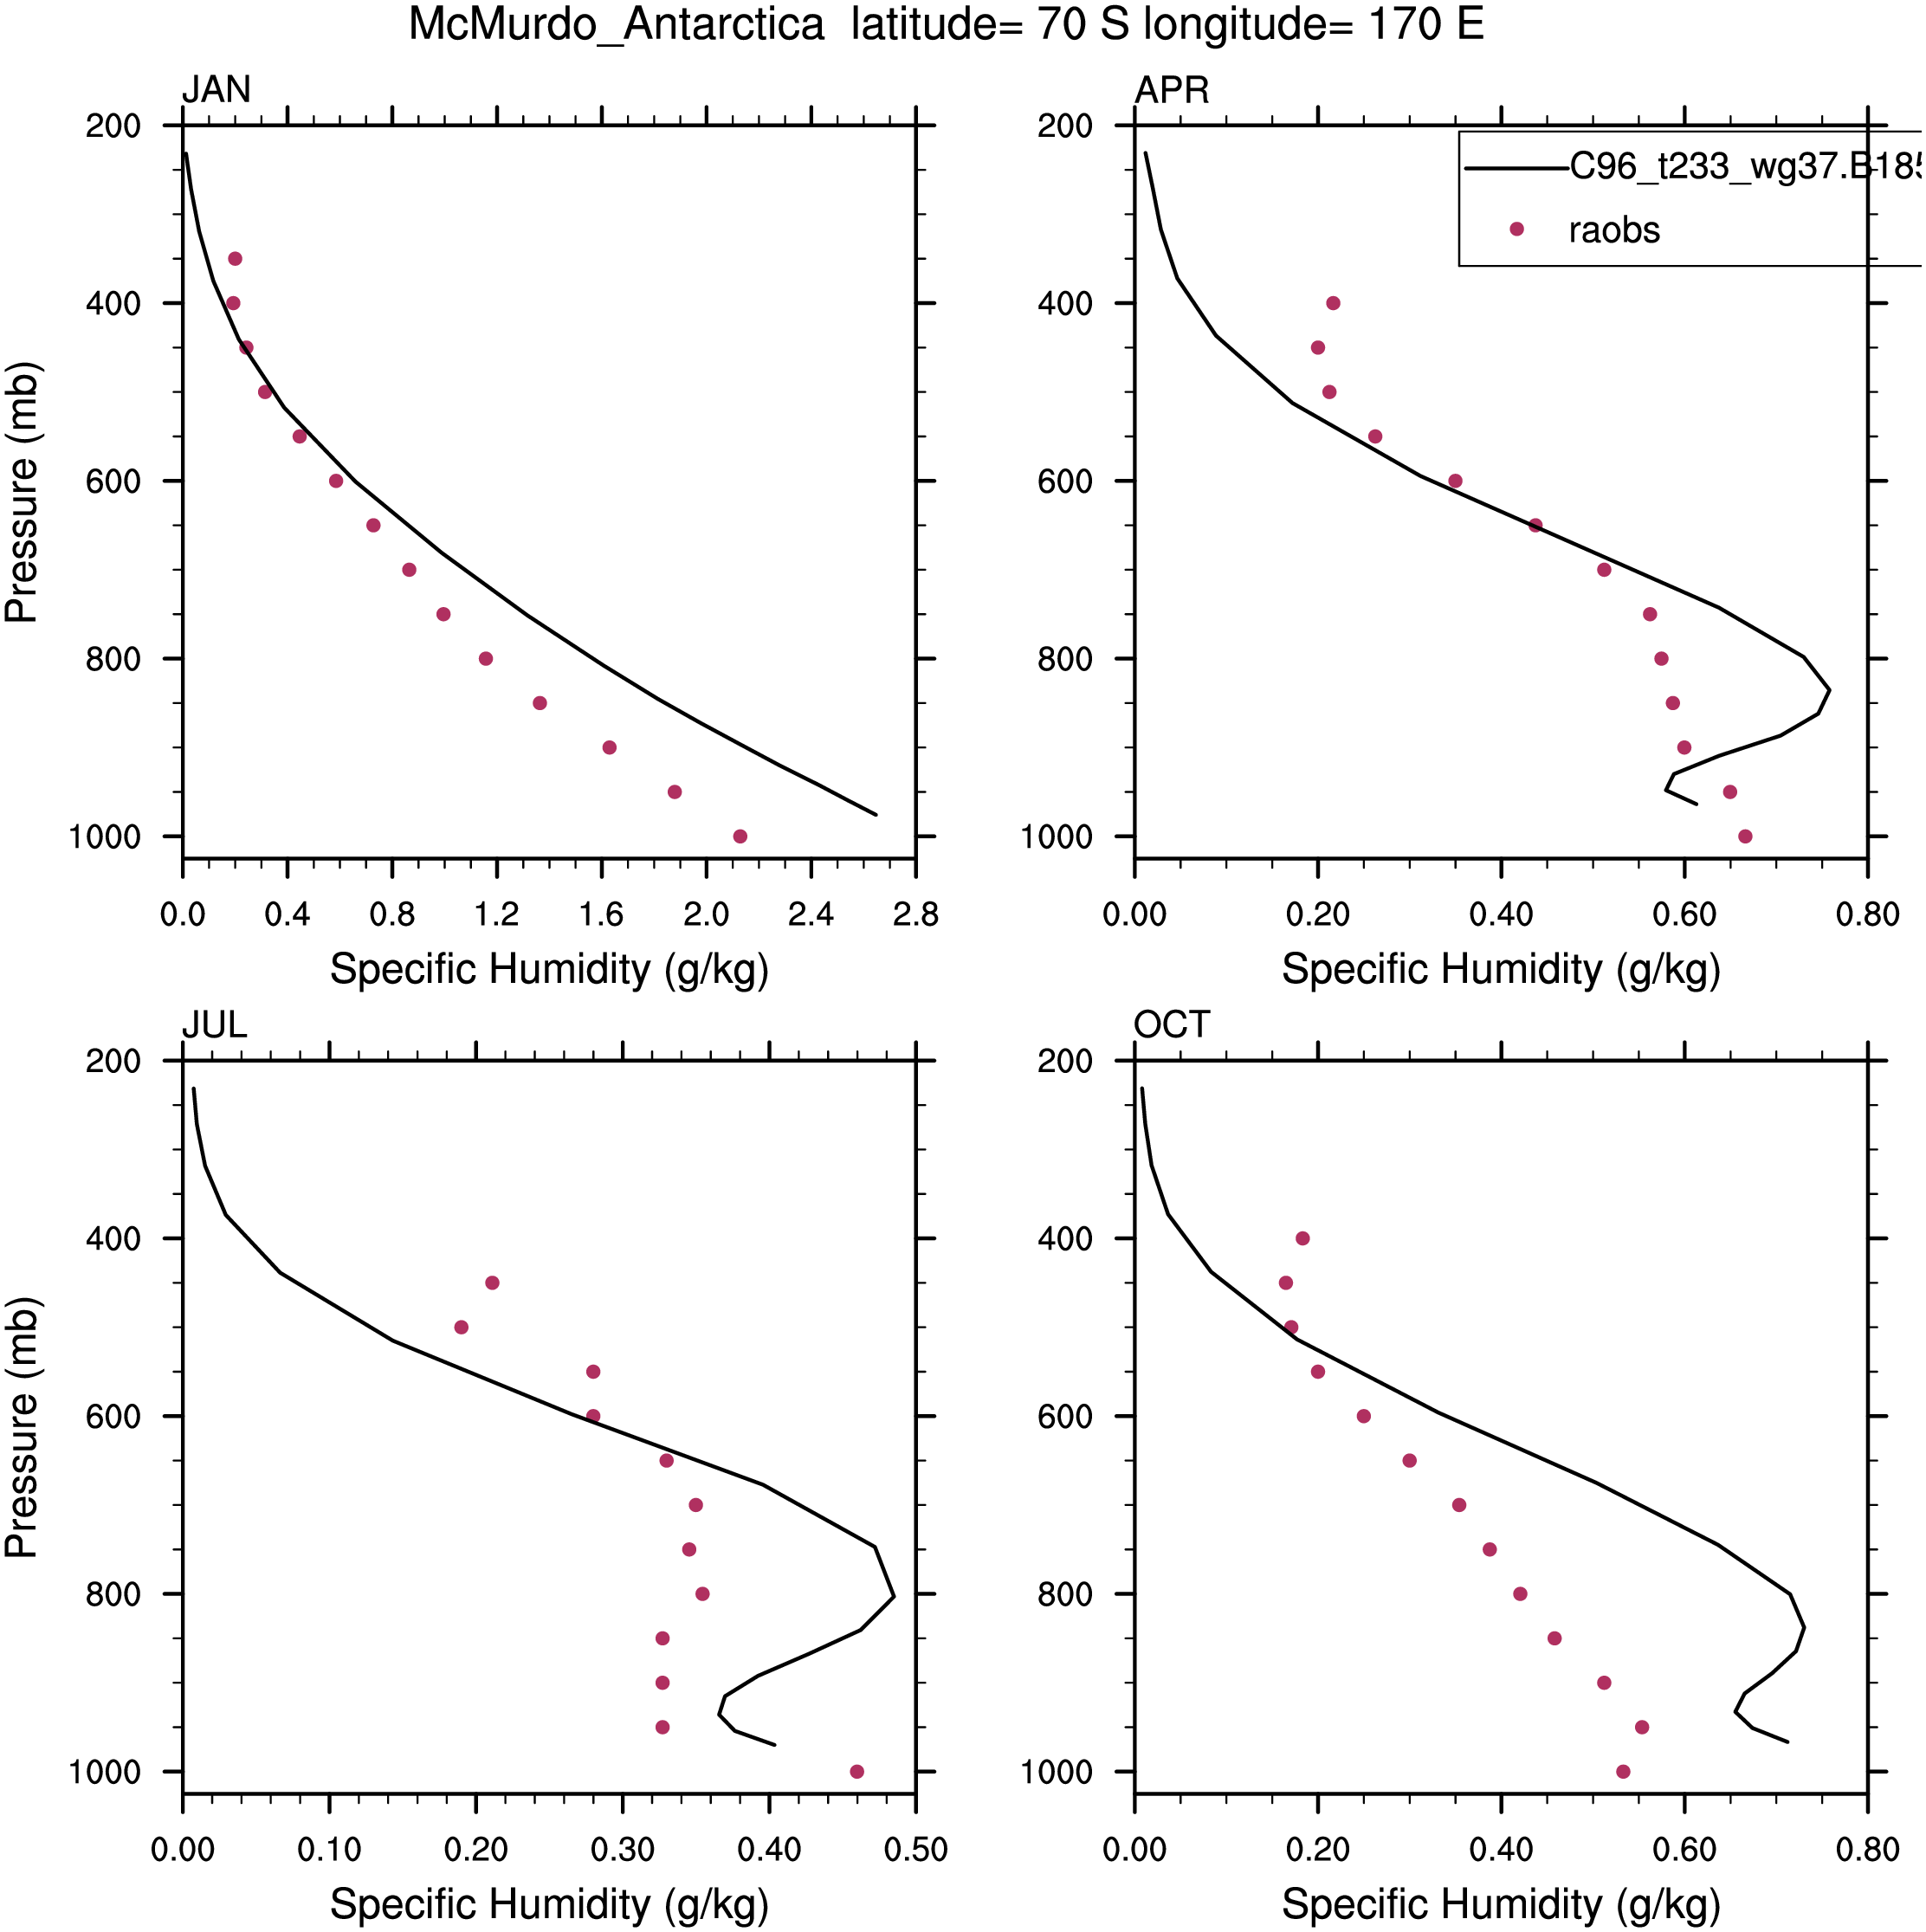 McMurdo_Antarctica latitude= 70 S longitude= 170 E
JAN
200
400
600
800
1000
Pressure (mb)
0.0 0.4 0.8 1.2 1.6 2.0 2.4 2.8
Specific Humidity (g/kg)
APR
200
400
600
800
1000
C96_t233_wg37.B185
raobs
0.00 0.20 0.40 0.60 0.80
Specific Humidity (g/kg)
JUL
200
400
600
800
1000
Pressure (mb)
0.00 0.10 0.20 0.30 0.40 0.50
Specific Humidity (g/kg)
OCT
200
400
600
800
1000
0.00 0.20 0.40 0.60 0.80
Specific Humidity (g/kg)